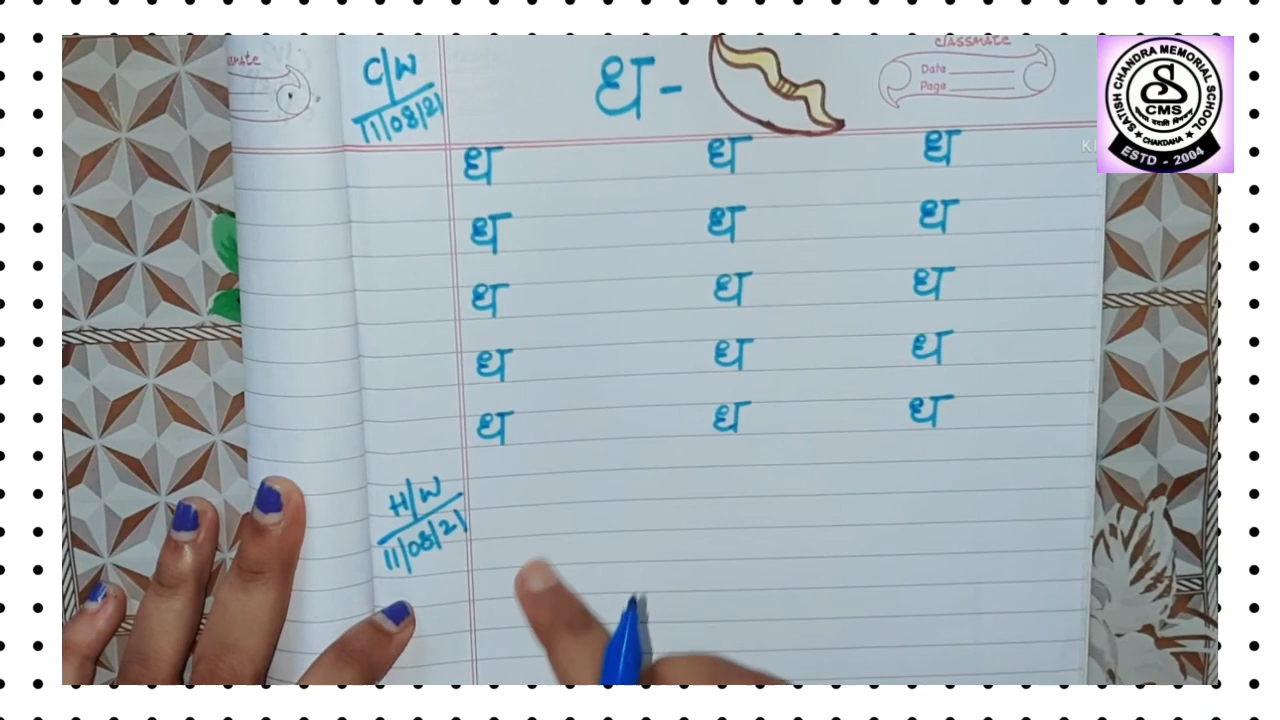 CLASSMATE
Date
Page
C/W
11/08/21
ध-
ध ध ध
ध ध ध
ध ध ध
ध ध ध
ध ध ध
H/W
11/08/21
SATISH CHANDRA MEMORIAL SCHOOL
CMS
★ CHAKDAHA ★
ESTD - 2004